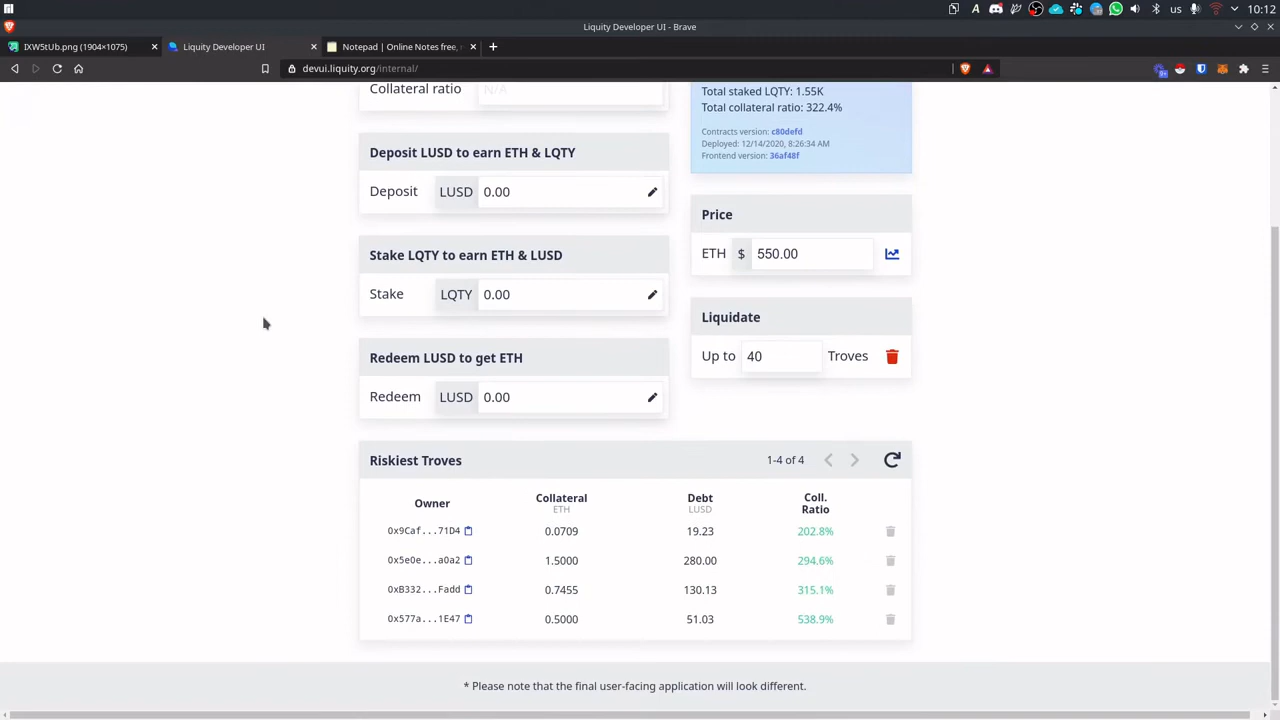 us
10:12
Liquity Developer UI - Brave
IXW5tUb.png (1904×1075)
Liquity Developer UI
Notepad | Online Notes free,
devui.liquity.org/internal/
Collateral ratio N/A
Total staked LQTY: 1.55K
Total collateral ratio: 322.4%
Contracts version: c80defd
Deployed: 12/14/2020, 8:26:34 AM
Frontend version: 36af48f
Deposit LUSD to earn ETH & LQTY
Deposit LUSD 0.00
Stake LQTY to earn ETH & LUSD
Stake LQTY 0.00
Redeem LUSD to get ETH
Redeem LUSD 0.00
Price
ETH $ 550.00
Liquidate
Up to 40 Troves
Riskiest Troves 1-4 of 4
Owner Collateral ETH Debt LUSD Coll. Ratio
0x9Caf...71D4 0.0709 19.23 202.8%
0x5e0e...a0a2 1.5000 280.00 294.6%
0xB332...Fadd 0.7455 130.13 315.1%
0x577a...1E47 0.5000 51.03 538.9%
* Please note that the final user-facing application will look different.